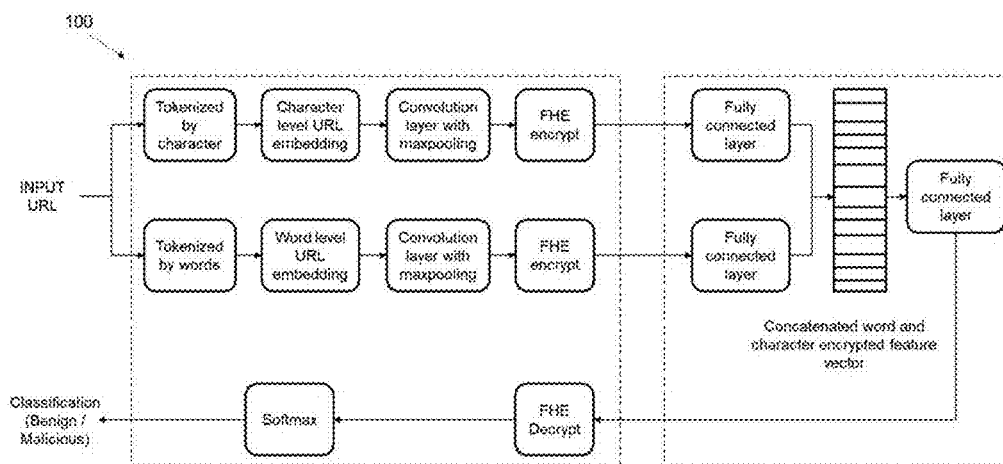 100
INPUT
URL
Tokenized
by
character
Character
level URL
embedding
Convolution
layer with
maxpooling
FHE
encrypt
Fully
connected
layer
Tokenized
by words
Word level
URL
embedding
Convolution
layer with
maxpooling
FHE
encrypt
Fully
connected
layer
Fully
connected
layer
Concatenated word and
character encrypted feature
vector
Classification
(Benign /
Malicious)
Softmax
FHE
Decrypt